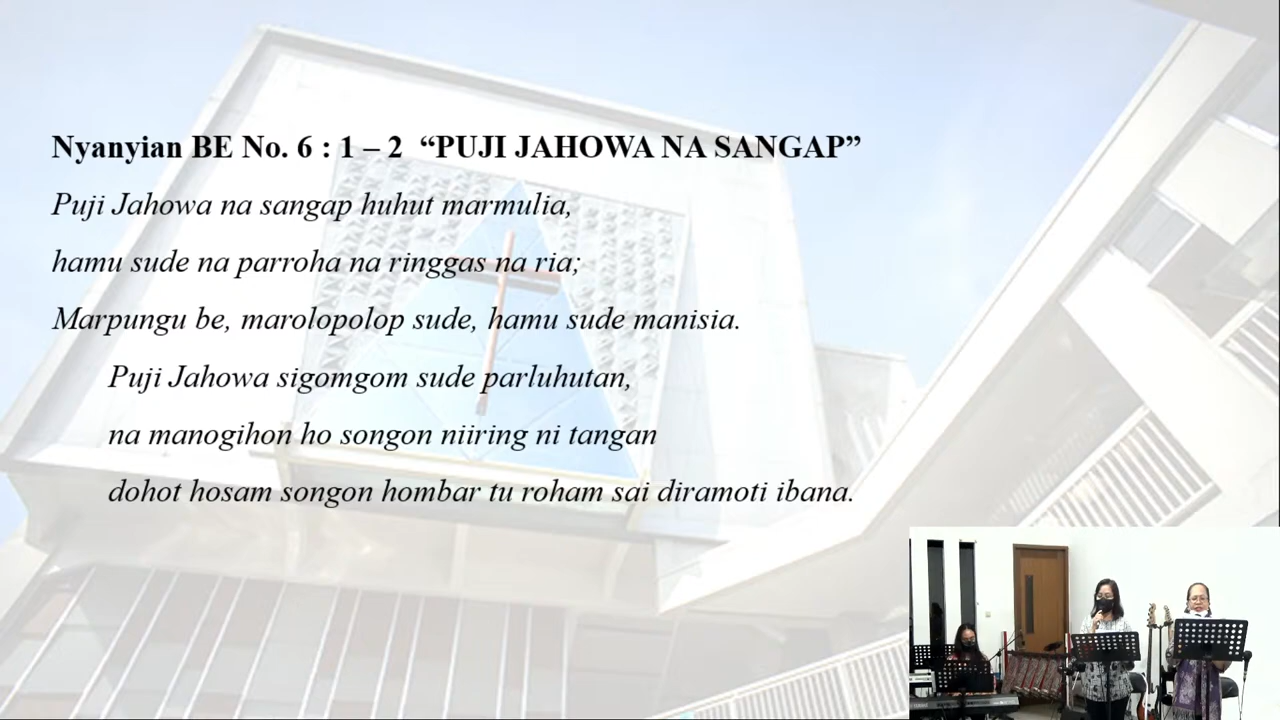 Nyanyian BE No. 6 : 1 – 2 “PUJI JAHOWA NA SANGAP”
Puji Jahowa na sangap huhut marmulia,
hamu sude na parroha na ringgas na ria;
Marpungu be, marolopolop sude, hamu sude manisia.
Puji Jahowa sigomgom sude parluhutan,
na manogihon ho songon niiring ni tangan
dohot hosam songon hombar tu roham sai diramoti ibana.